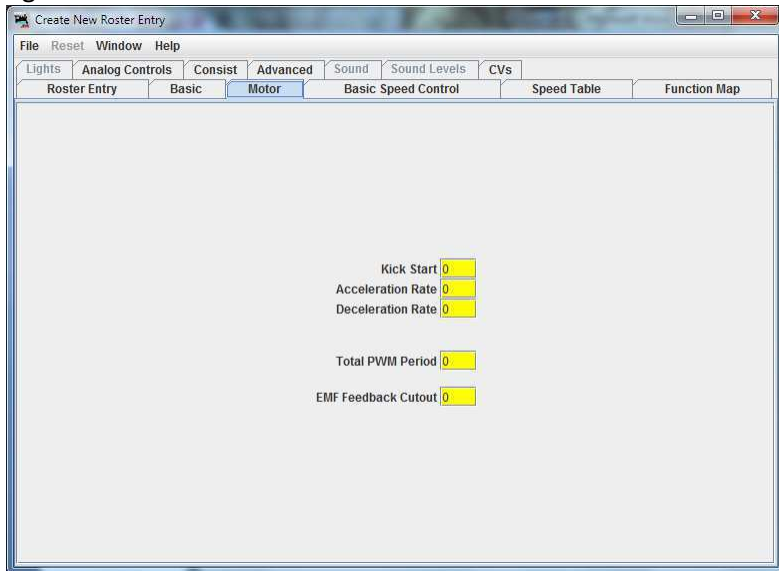 Create New Roster Entry
File Reset Window Help
Lights Analog Controls Consist Advanced Sound Sound Levels CVs
Roster Entry Basic Motor Basic Speed Control Speed Table Function Map
Kick Start 0
Acceleration Rate 0
Deceleration Rate 0
Total PWM Period 0
EMF Feedback Cutout 0